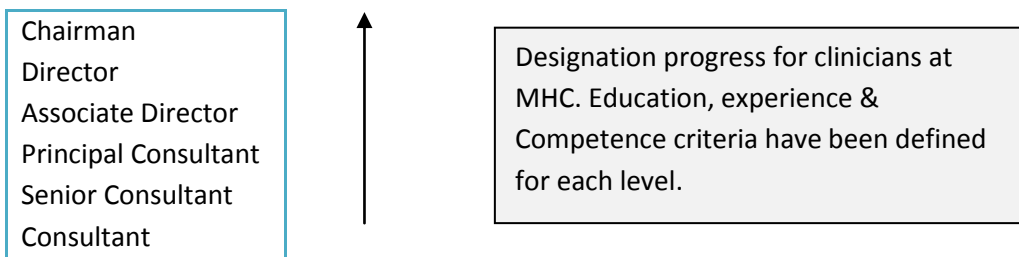 Chairman
Director
Associate Director
Principal Consultant
Senior Consultant
Consultant
Designation progress for clinicians at
MHC. Education, experience &
Competence criteria have been defined
for each level.